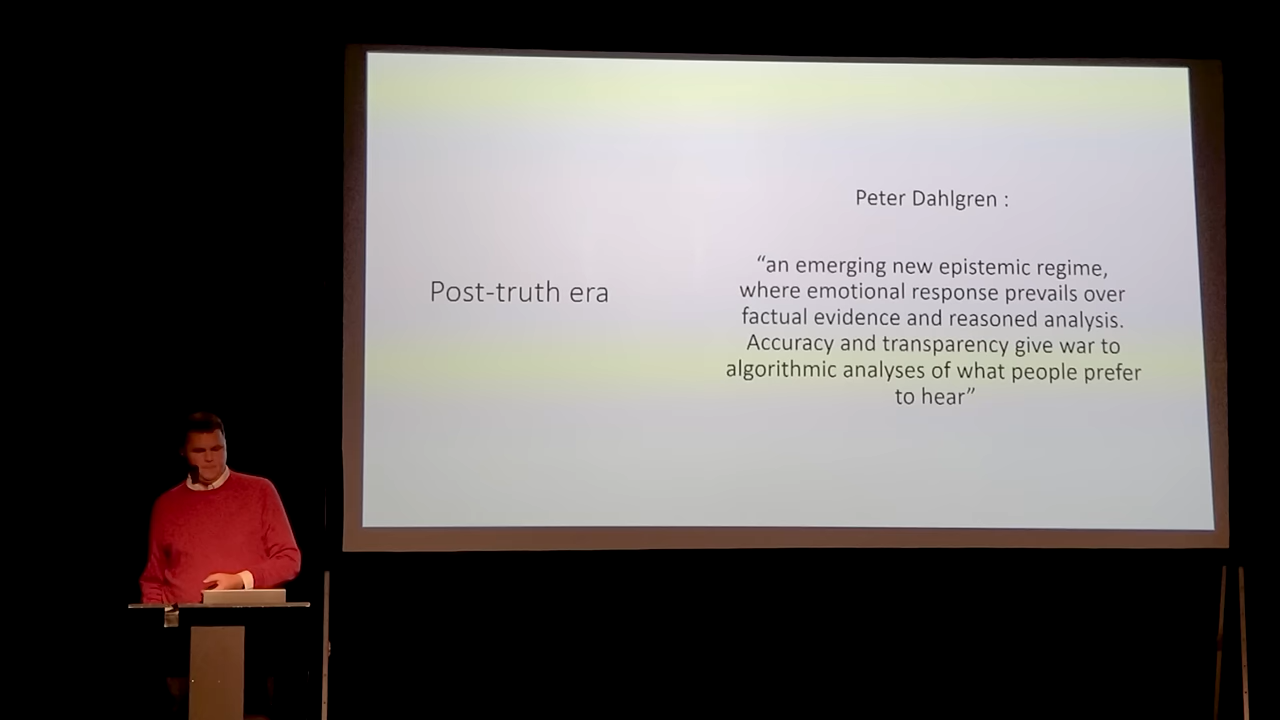 Post-truth era
Peter Dahlgren :
“an emerging new epistemic regime,
where emotional response prevails over
factual evidence and reasoned analysis.
Accuracy and transparency give war to
algorithmic analyses of what people prefer
to hear”